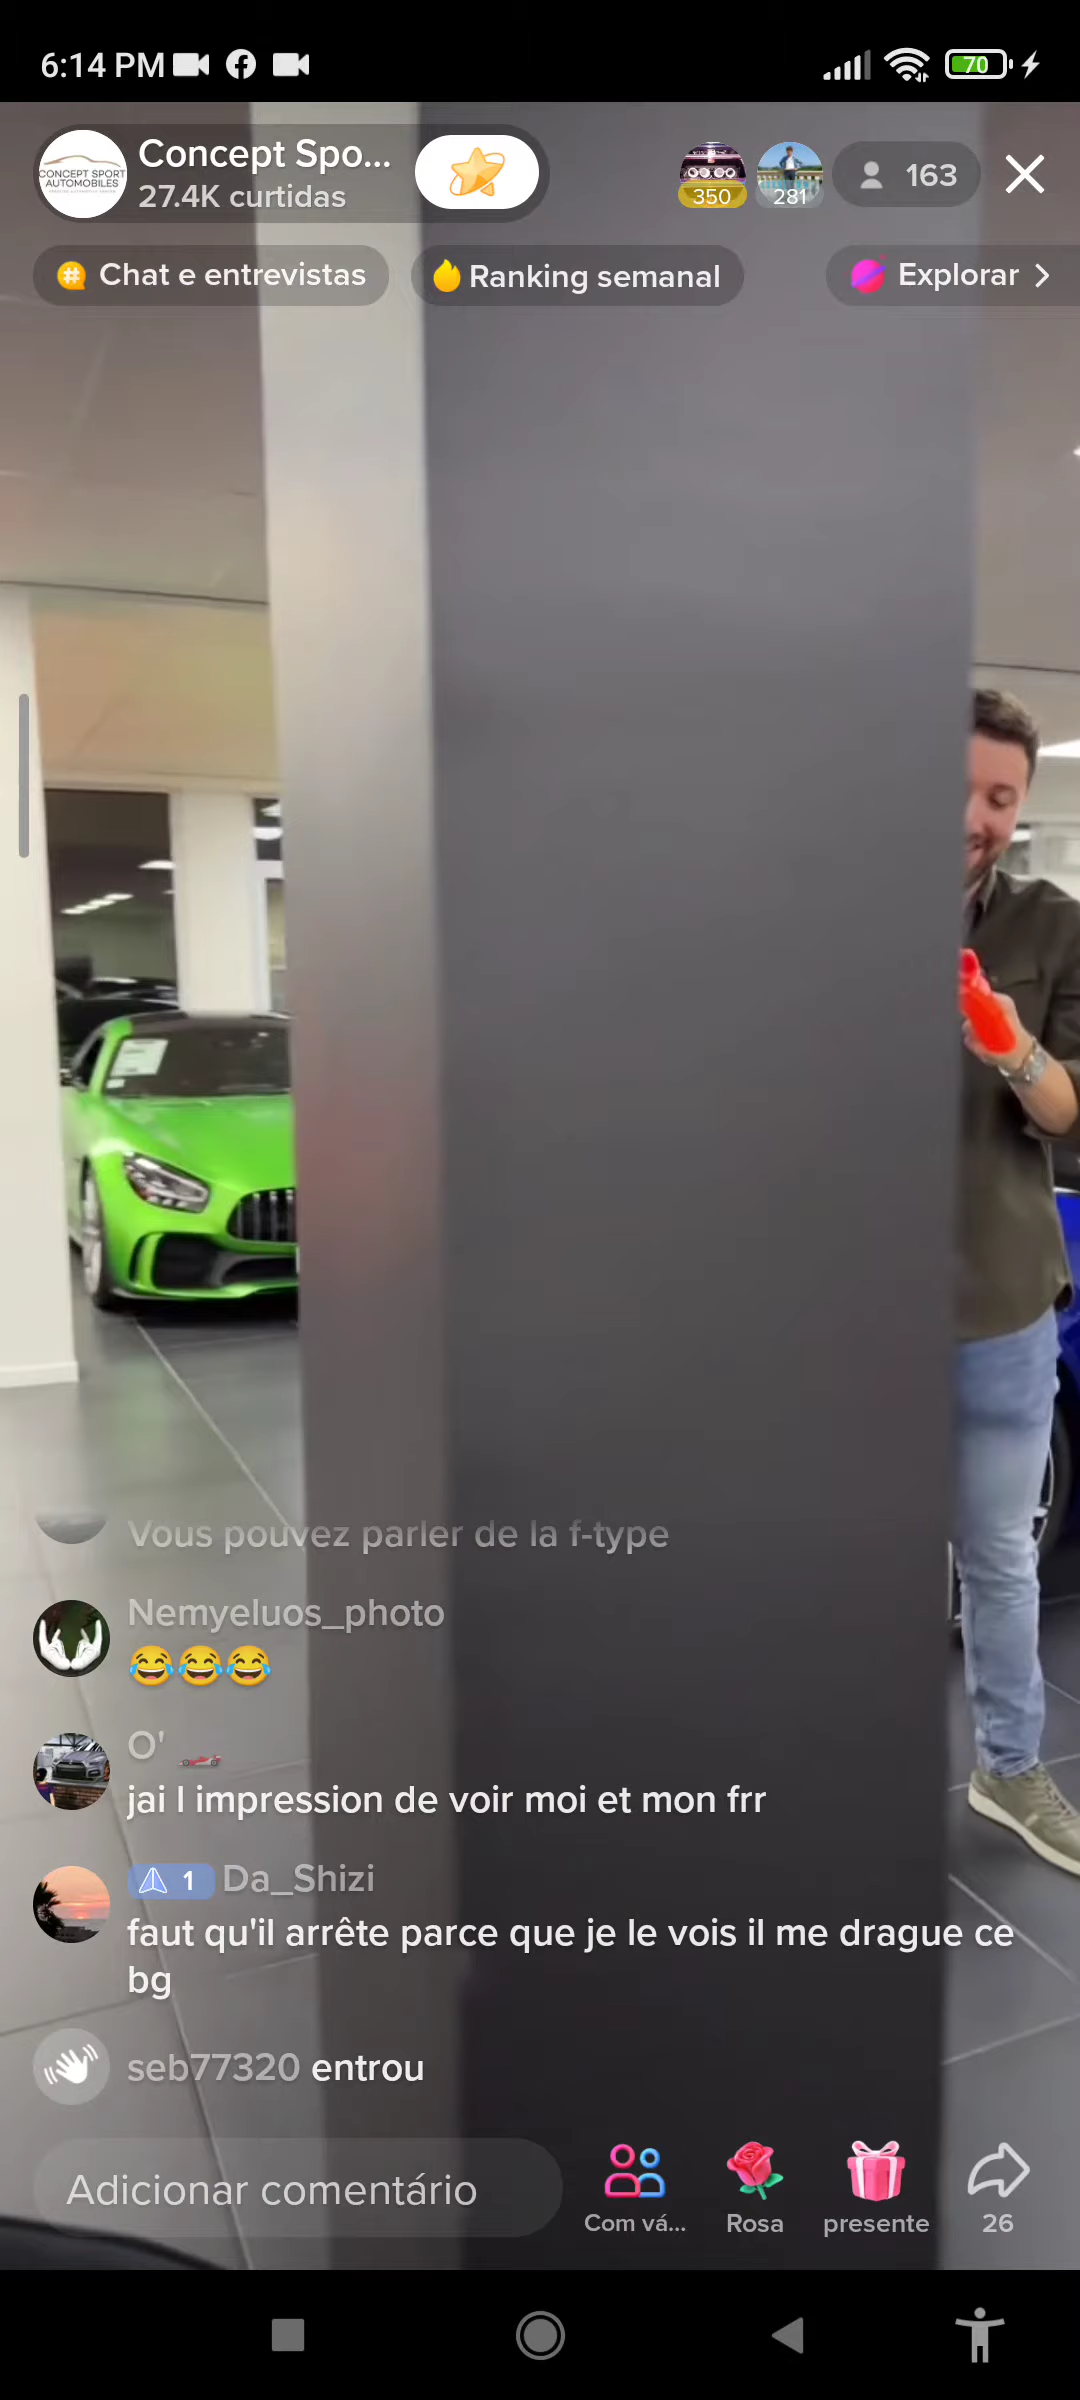 6:14 PM
70
CONCEPT SPORT
AUTOMOBILES
Concept Spo...
27.4K curtidas
350
281
163
Chat e entrevistas
Ranking semanal
Explorar
Vous pouvez parler de la f-type
Nemyeluos_photo
😂😂😂
O' 🏎️
jai l impression de voir moi et mon frr
1 Da_Shizi
faut qu'il arrête parce que je le vois il me drague ce
bg
seb77320 entrou
Adicionar comentário
Com vá...
Rosa
presente
26